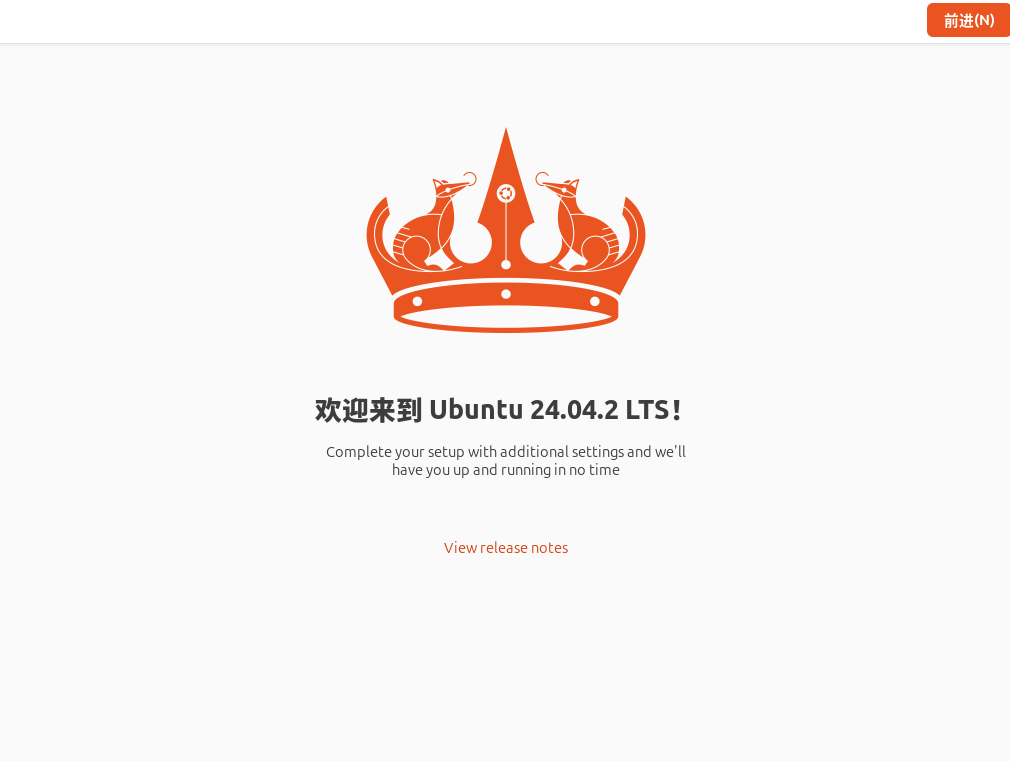 前进(N)
欢迎来到 Ubuntu 24.04.2 LTS！
Complete your setup with additional settings and we'll
have you up and running in no time
View release notes